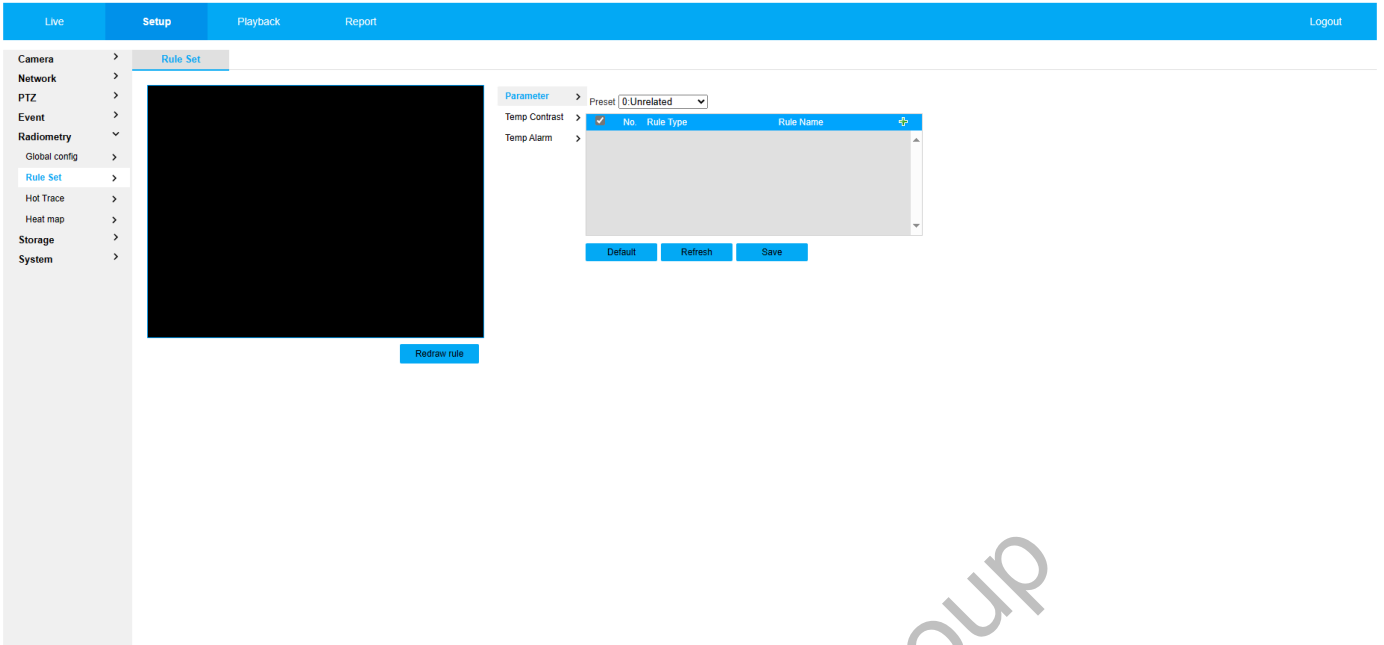 Live Setup Playback Report Logout
Camera
Network
PTZ
Event
Radiometry
Global config
Rule Set
Hot Trace
Heat map
Storage
System
Rule Set
Redraw rule
Parameter
Temp Contrast
Temp Alarm
Preset 0:Unrelated
No. Rule Type Rule Name
Default Refresh Save